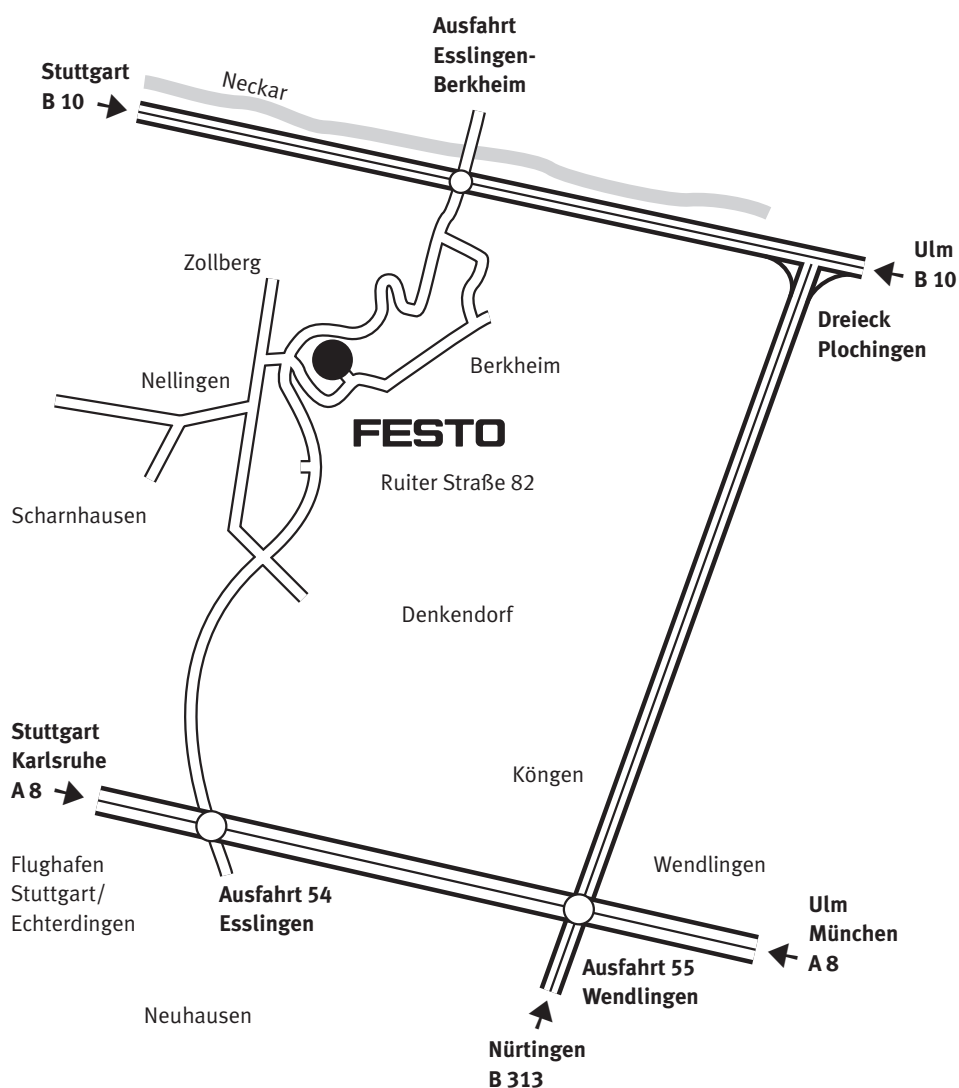 Ausfahrt
Esslingen-
Berkheim
Stuttgart
B 10
Neckar
Ulm
B 10
Zollberg
Dreieck
Plochingen
Berkheim
Nellingen
FESTO
Ruiter Straße 82
Scharnhausen
Denkendorf
Stuttgart
Karlsruhe
A 8
Köngen
Flughafen
Stuttgart/
Echterdingen
Ausfahrt 54
Esslingen
Wendlingen
Ulm
München
A 8
Ausfahrt 55
Wendlingen
Neuhausen
Nürtingen
B 313